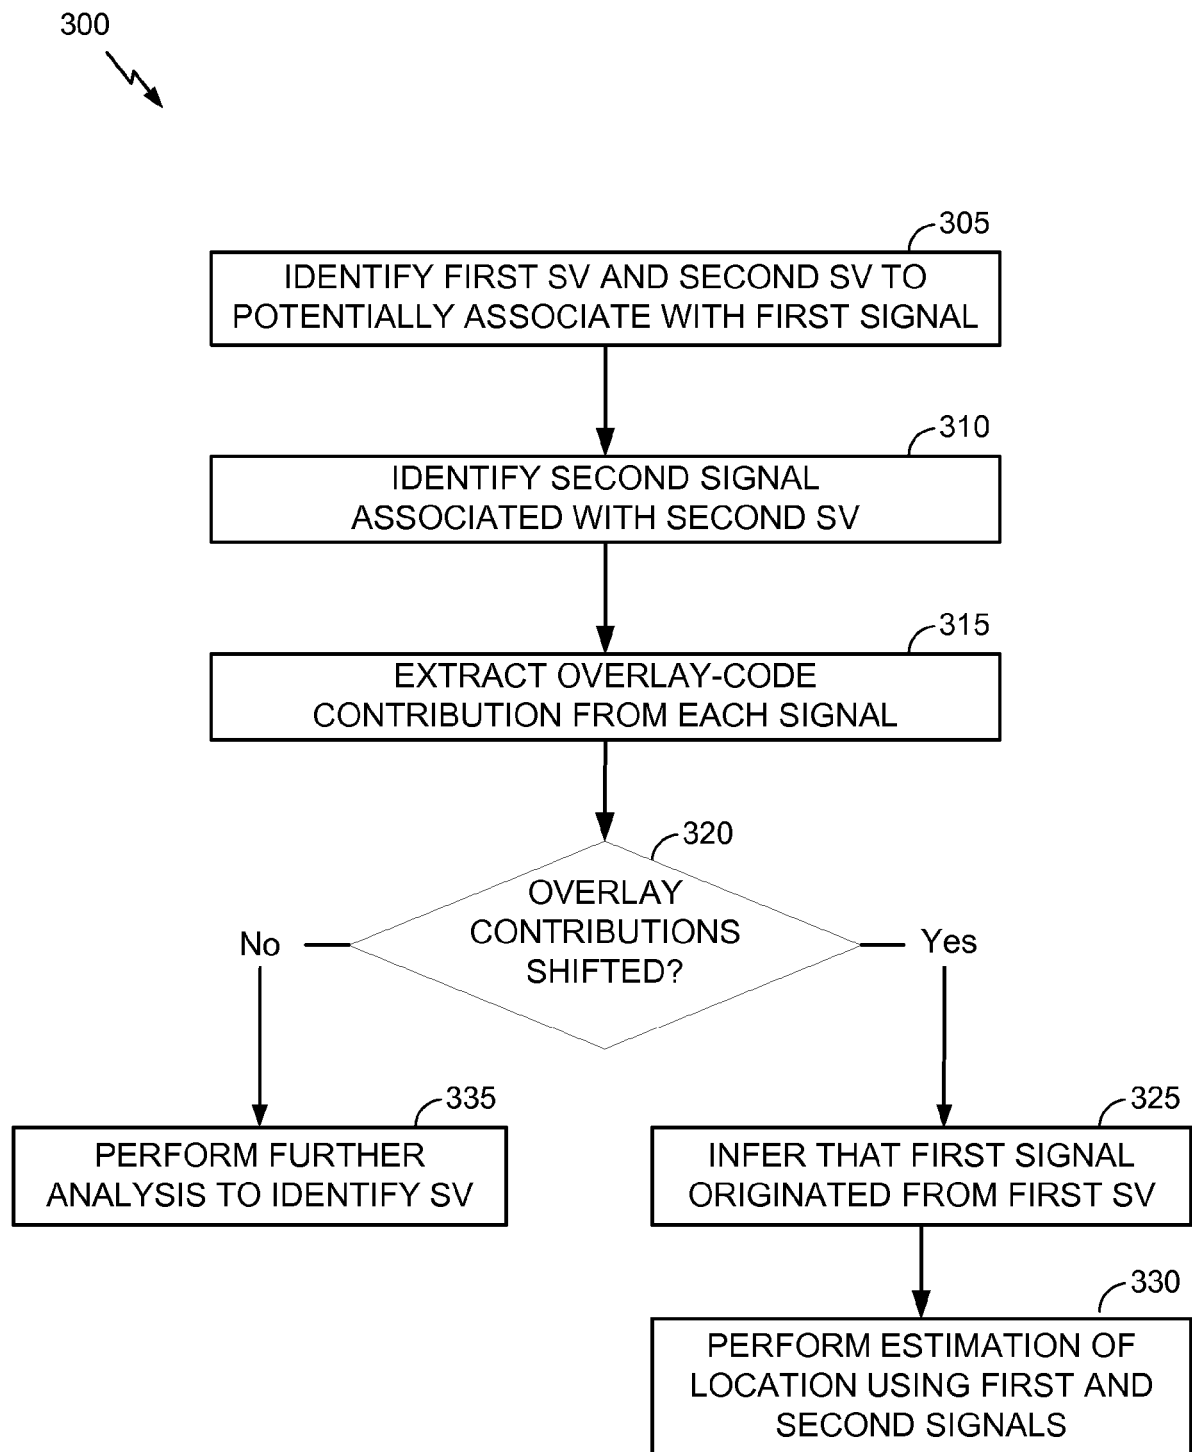 300
305
IDENTIFY FIRST SV AND SECOND SV TO
POTENTIALLY ASSOCIATE WITH FIRST SIGNAL
310
IDENTIFY SECOND SIGNAL
ASSOCIATED WITH SECOND SV
315
EXTRACT OVERLAY-CODE
CONTRIBUTION FROM EACH SIGNAL
320
OVERLAY
CONTRIBUTIONS
SHIFTED?
No
Yes
335
PERFORM FURTHER
ANALYSIS TO IDENTIFY SV
325
INFER THAT FIRST SIGNAL
ORIGINATED FROM FIRST SV
330
PERFORM ESTIMATION OF
LOCATION USING FIRST AND
SECOND SIGNALS